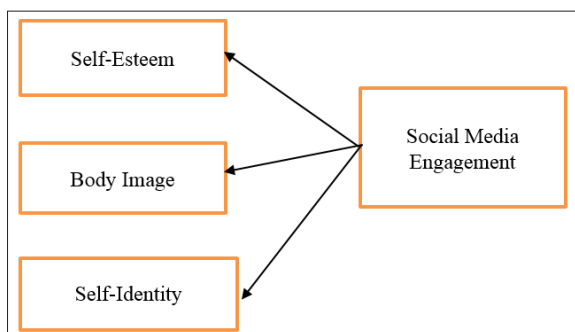 Self-Esteem
Body Image
Self-Identity
Social Media
Engagement